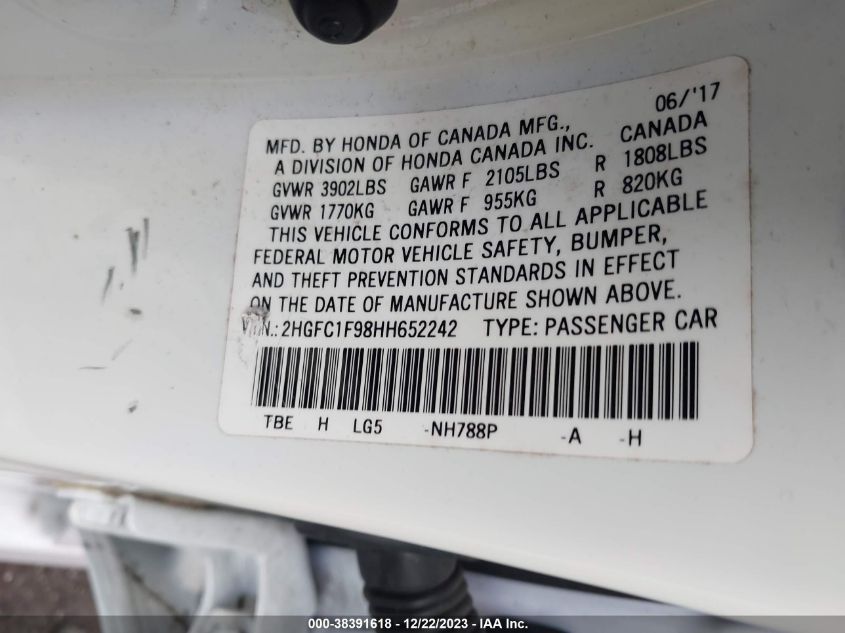 06/'17
MFD. BY HONDA OF CANADA MFG.,
A DIVISION OF HONDA CANADA INC. CANADA
GVWR 3902LBS GAWR F 2105LBS R 1808LBS
GVWR 1770KG GAWR F 955KG R 820KG
THIS VEHICLE CONFORMS TO ALL APPLICABLE
FEDERAL MOTOR VEHICLE SAFETY, BUMPER,
AND THEFT PREVENTION STANDARDS IN EFFECT
ON THE DATE OF MANUFACTURE SHOWN ABOVE.
V.I.N.: 2HGFC1F98HH652242 TYPE: PASSENGER CAR
TBE H LG5 -NH788P -A -H
000-38391618 - 12/22/2023 - IAA Inc.